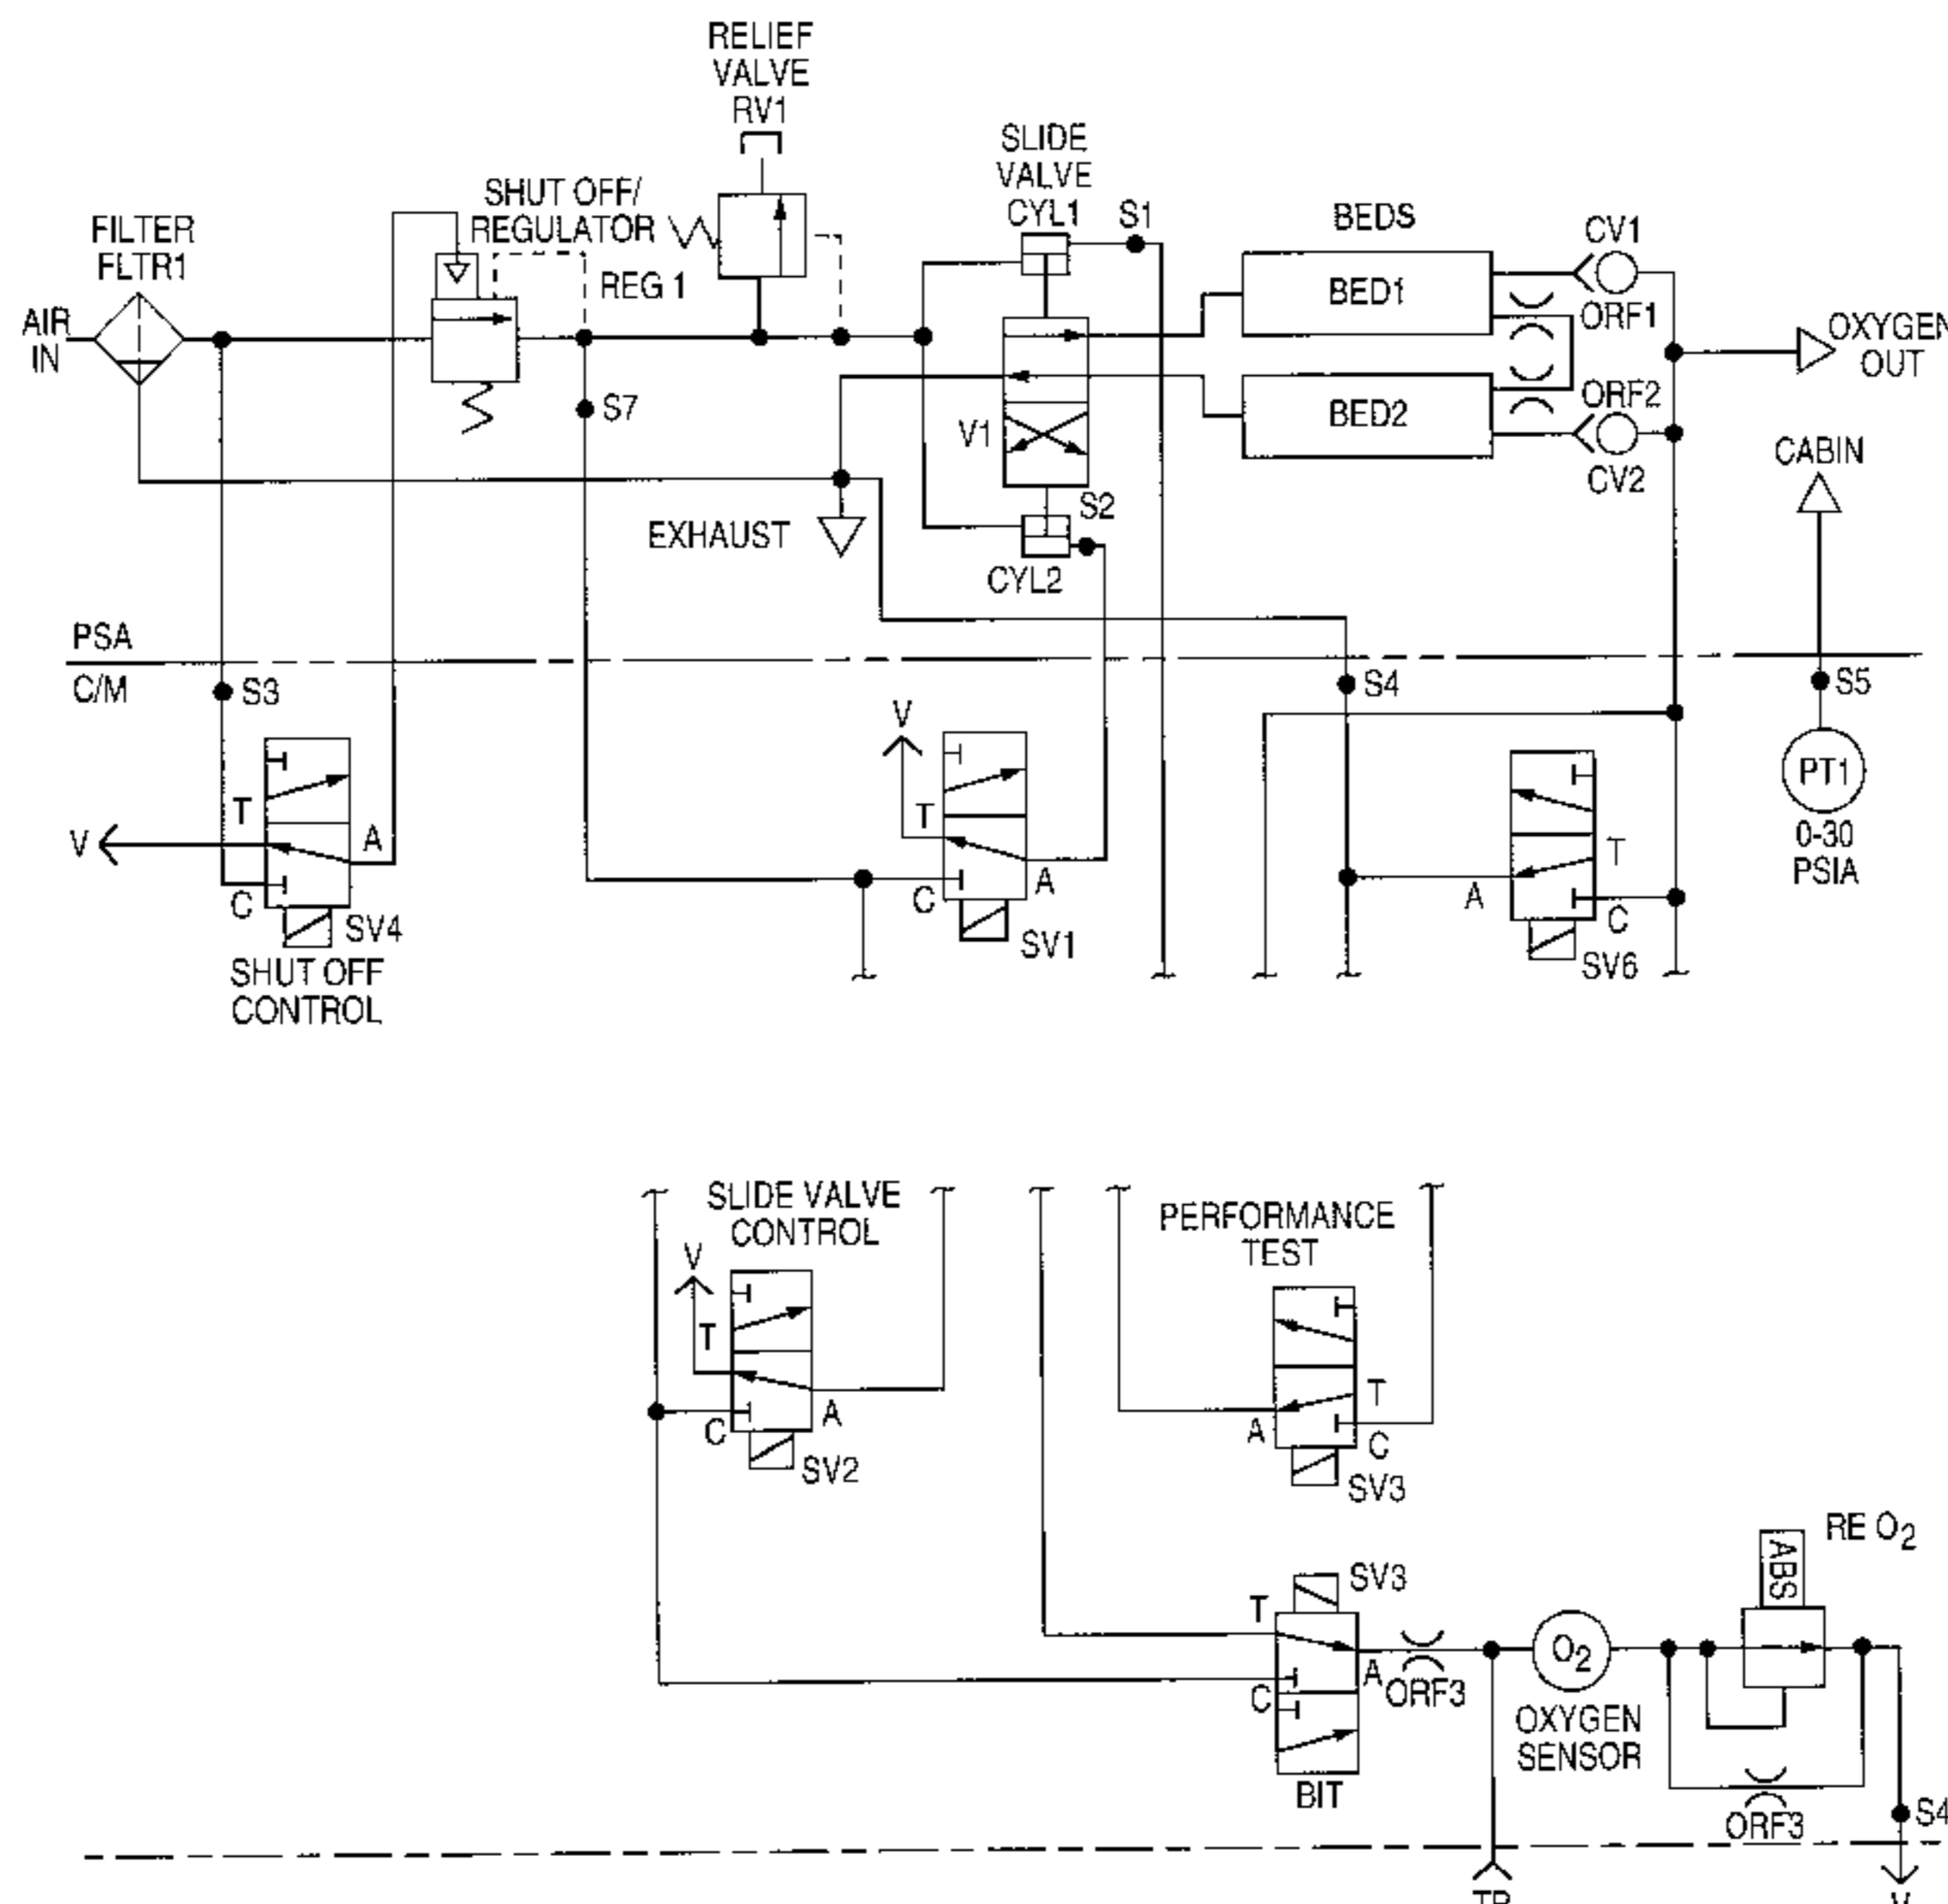 RELIEF
VALVE
RV1
SLIDE
VALVE
CYL1
S1
SHUT OFF/
REGULATOR
REG 1
FILTER
FLTR1
BEDS
CV1
BED1
ORF1
AIR
IN
OXYGEN
OUT
S7
V1
BED2
ORF2
CV2
CABIN
EXHAUST
S2
CYL2
PSA
C/M
S3
S4
S5
V
T
A
V
C
SV4
SHUT OFF
CONTROL
T
C
A
SV1
T
A
C
SV6
PT1
0-30
PSIA
SLIDE VALVE
CONTROL
V
T
C
A
SV2
PERFORMANCE
TEST
T
A
C
SV3
SV3
T
A
C
BIT
ORF3
O2
OXYGEN
SENSOR
ABS
RE O2
ORF3
S4
TP
V